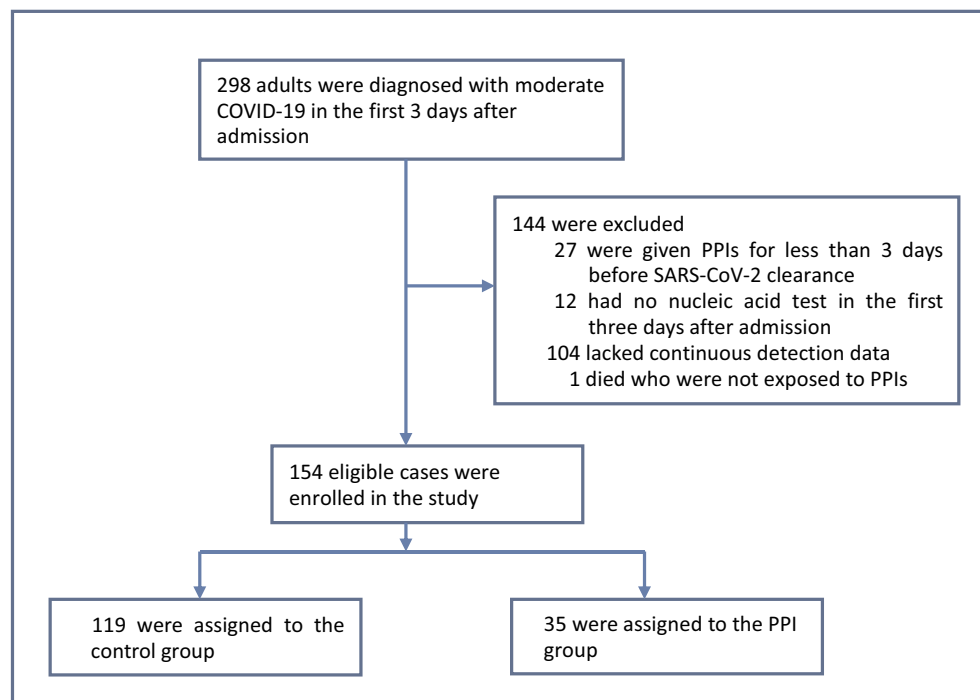 298 adults were diagnosed with moderate
COVID-19 in the first 3 days after
admission
144 were excluded
27 were given PPIs for less than 3 days
before SARS-CoV-2 clearance
12 had no nucleic acid test in the first
three days after admission
104 lacked continuous detection data
1 died who were not exposed to PPIs
154 eligible cases were
enrolled in the study
119 were assigned to the
control group
35 were assigned to the PPI
group